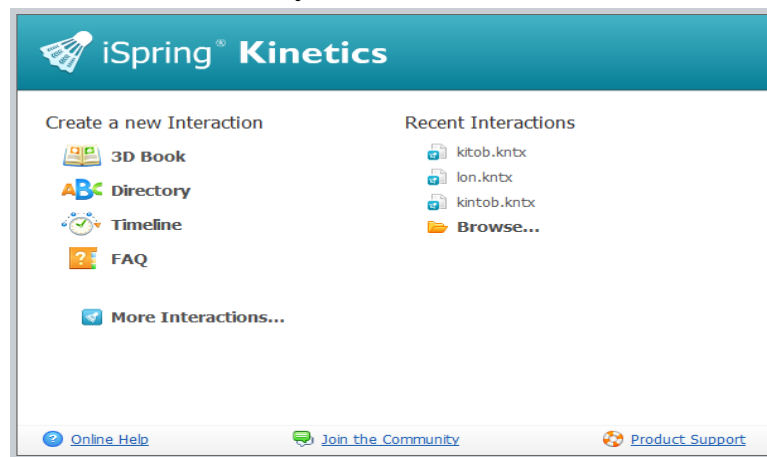 iSpring® Kinetics
Create a new Interaction
3D Book
ABC Directory
Timeline
FAQ
More Interactions...
Recent Interactions
kitob.kntx
lon.kntx
kintob.kntx
Browse...
Online Help
Join the Community
Product Support